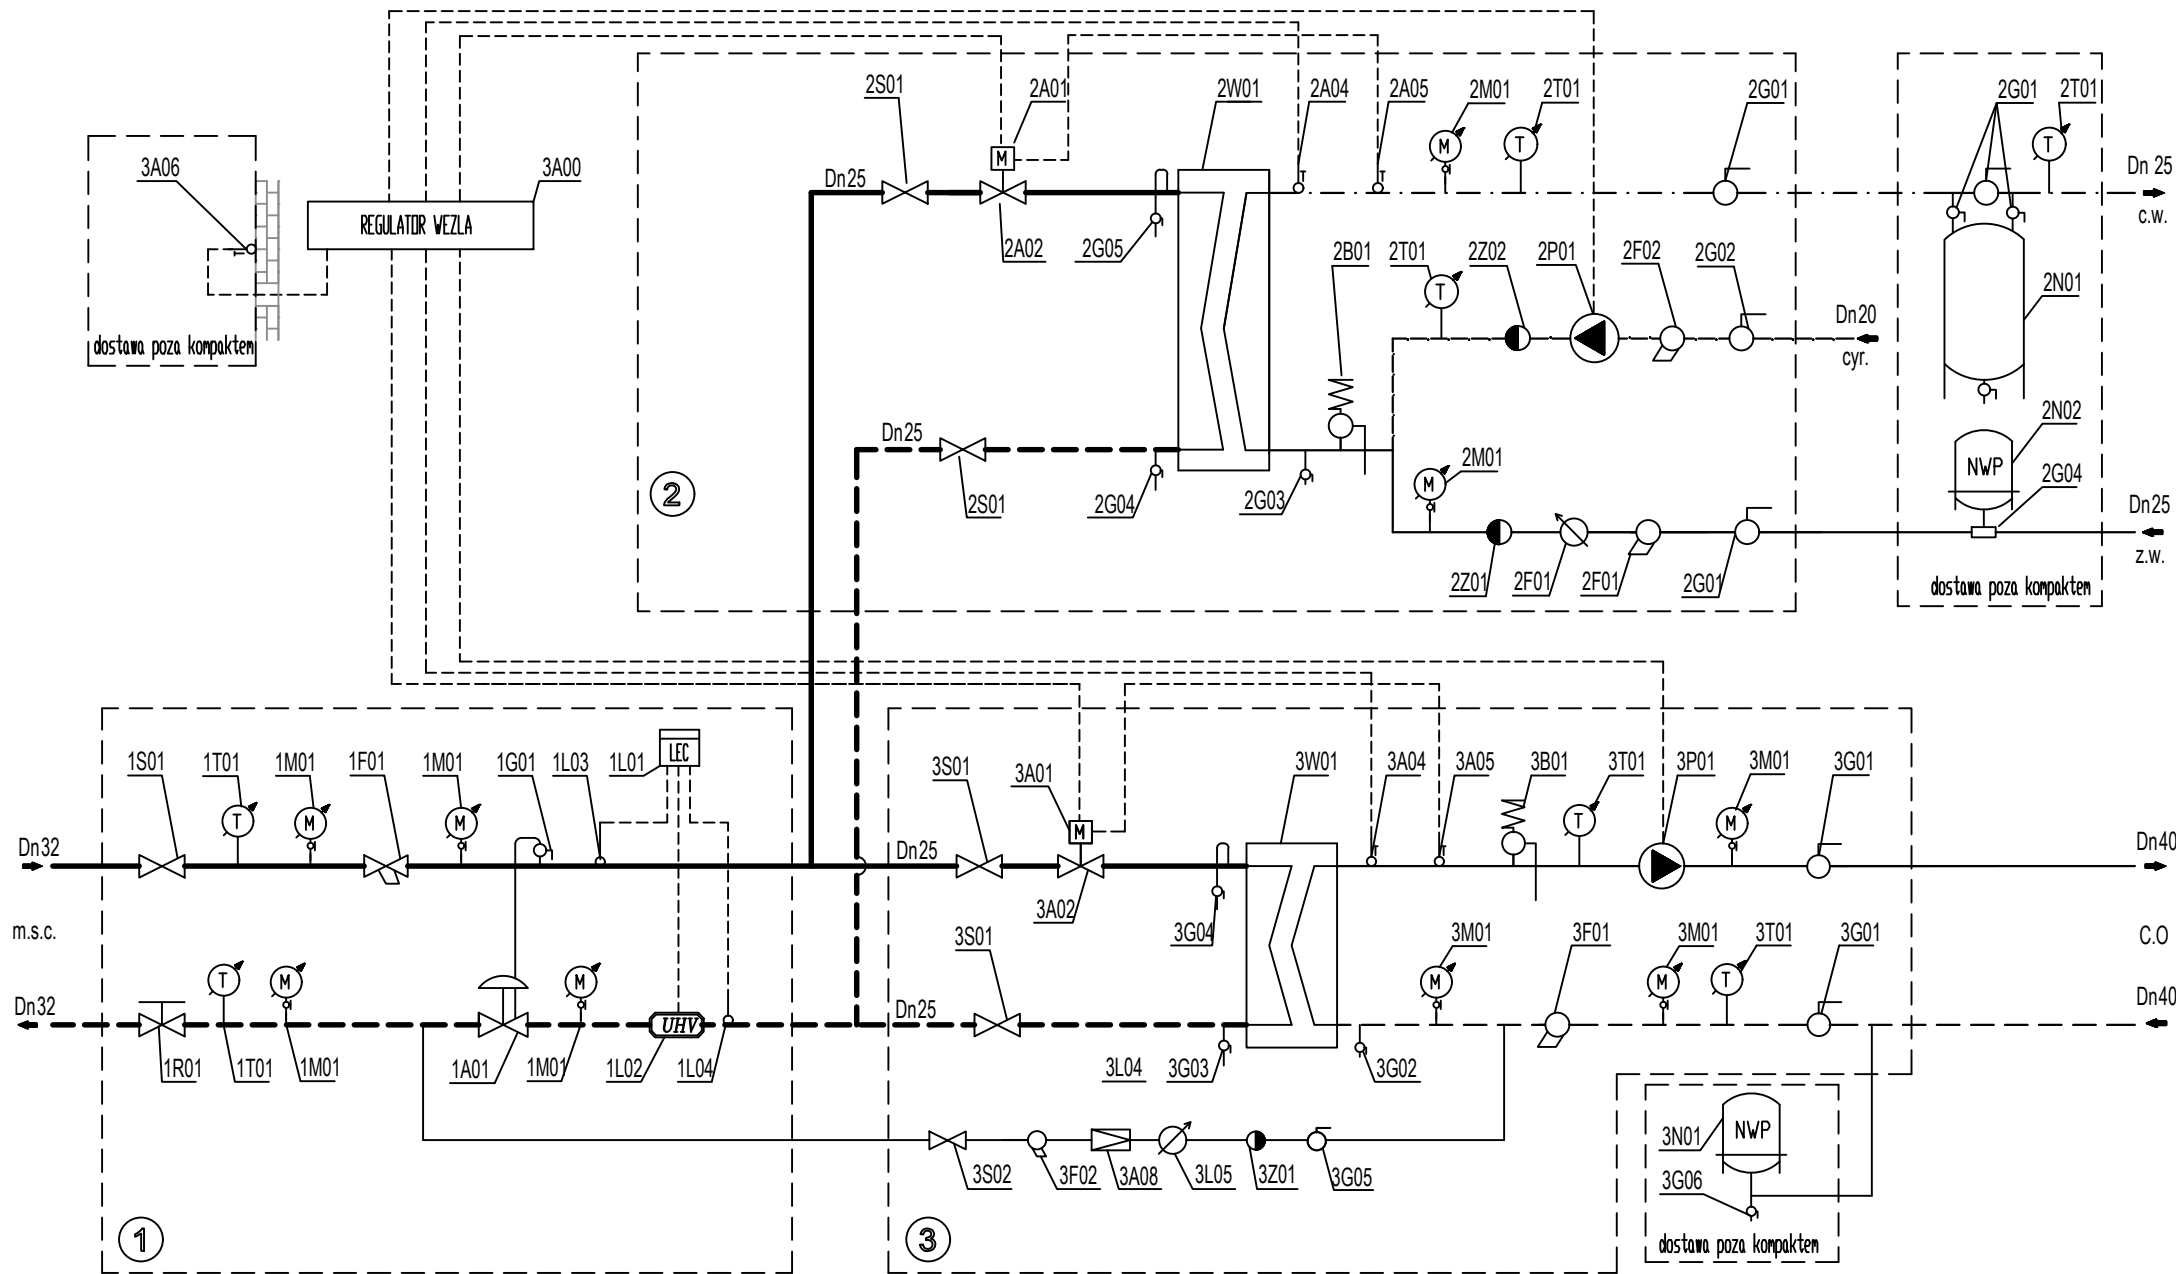 2S01
2A01
2W01
2A04
2A05
2M01
2T01
2G01
2G01
2T01
3A06
3A00
M
M
T
T
Dn 25
c.w.
Dn25
REGULATOR WEZLA
2A02
2G05
2B01
2T01
2Z02
2P01
2F02
2G02
T
2N01
Dn20
cyr.
dostawa poza kompaktem
Dn25
2N02
NWP
2M01
M
2G04
2
2S01
2G04
2G03
Dn25
z.w.
2Z01
2F01
2F01
2G01
dostawa poza kompaktem
1S01
1T01
1M01
1F01
1M01
1G01
1L03
1L01
LEC
3S01
3A01
3W01
3A04
3A05
3B01
3T01
3P01
3M01
3G01
T
M
M
M
T
M
Dn32
Dn25
Dn40
3A02
m.s.c.
3S01
3G04
3M01
3F01
3M01
3T01
3G01
C.O
T
M
M
M
M
T
Dn32
UHV
Dn25
Dn40
1R01
1T01
1M01
1A01
1M01
1L02
1L04
3L04
3G03
3G02
3N01
NWP
3S02
3F02
3A08
3L05
3Z01
3G05
3G06
1
3
dostawa poza kompaktem